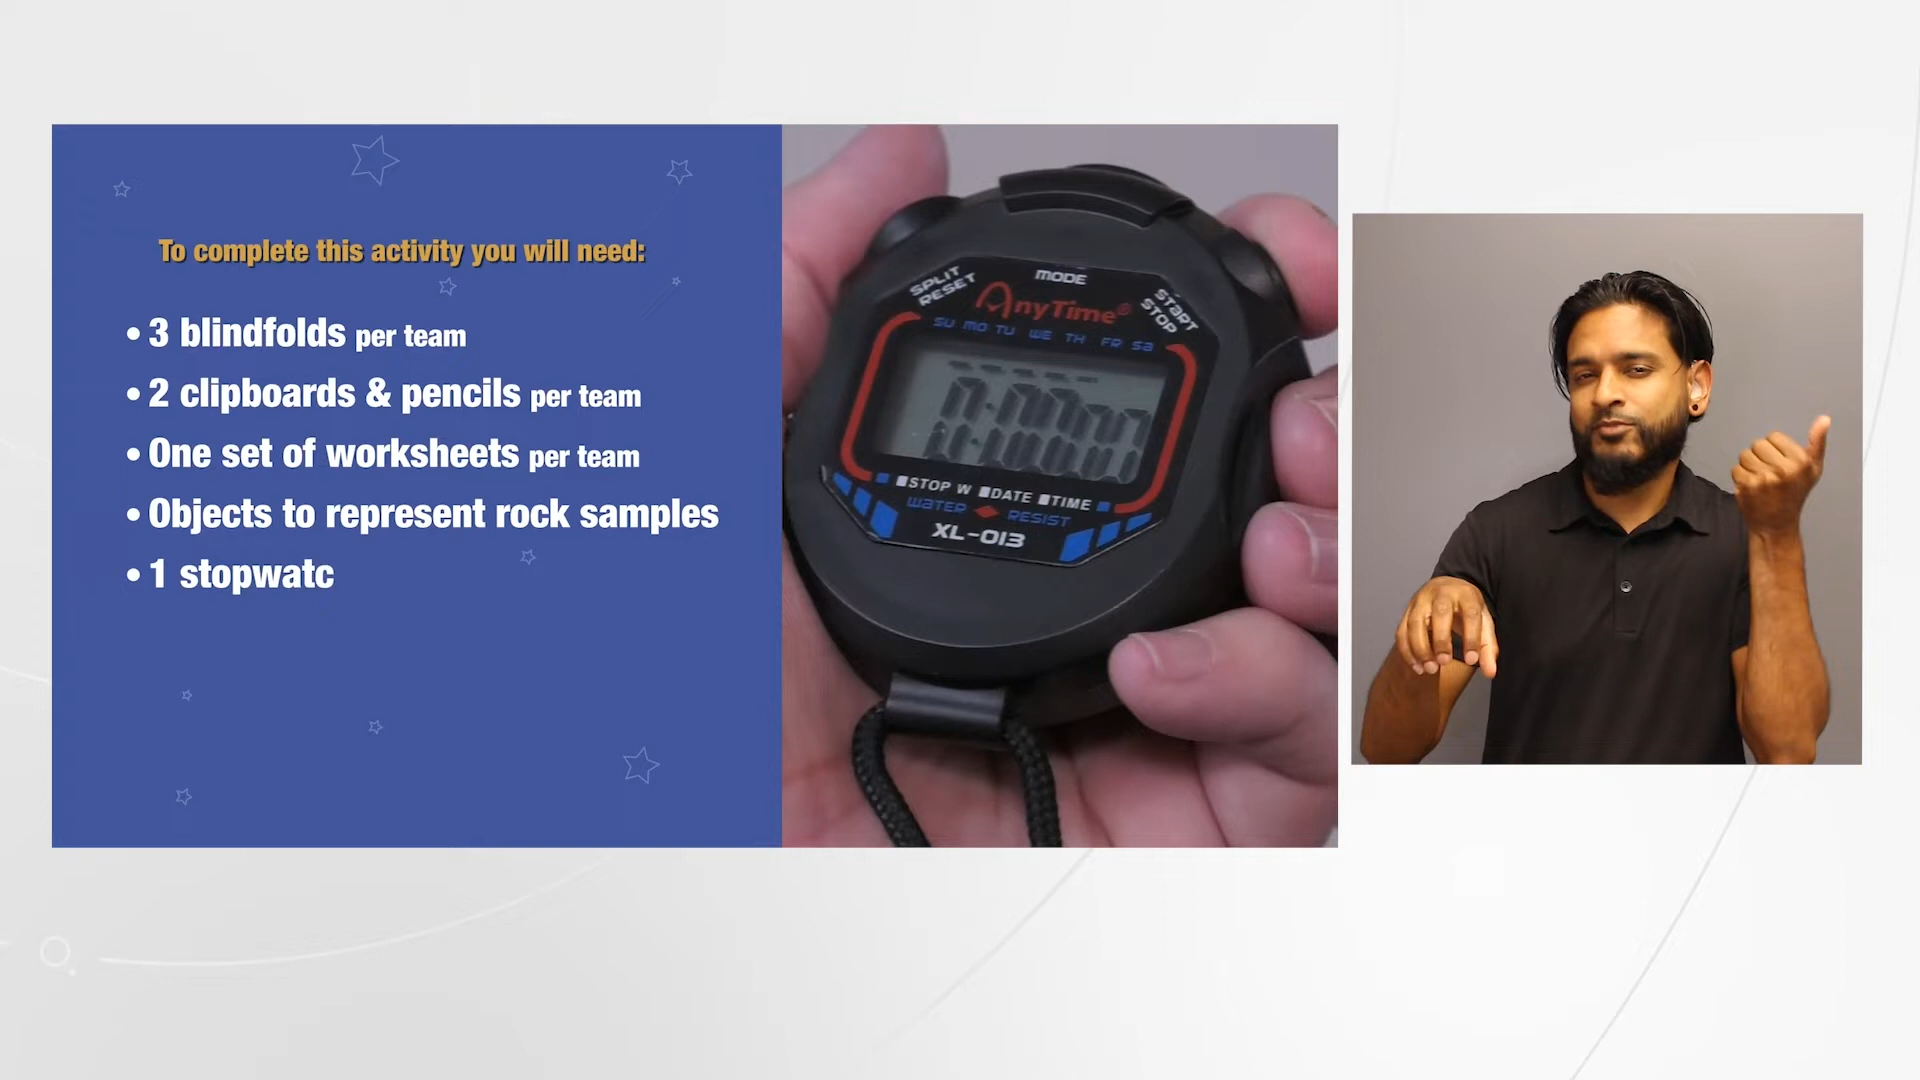 To complete this activity you will need:
• 3 blindfolds per team
• 2 clipboards & pencils per team
• One set of worksheets per team
• Objects to represent rock samples
• 1 stopwatc
SPLIT RESET
MODE
START STOP
AnyTime®
SU MO TU WE TH FR SA
STOP W DATE TIME
WATER RESIST
XL-013